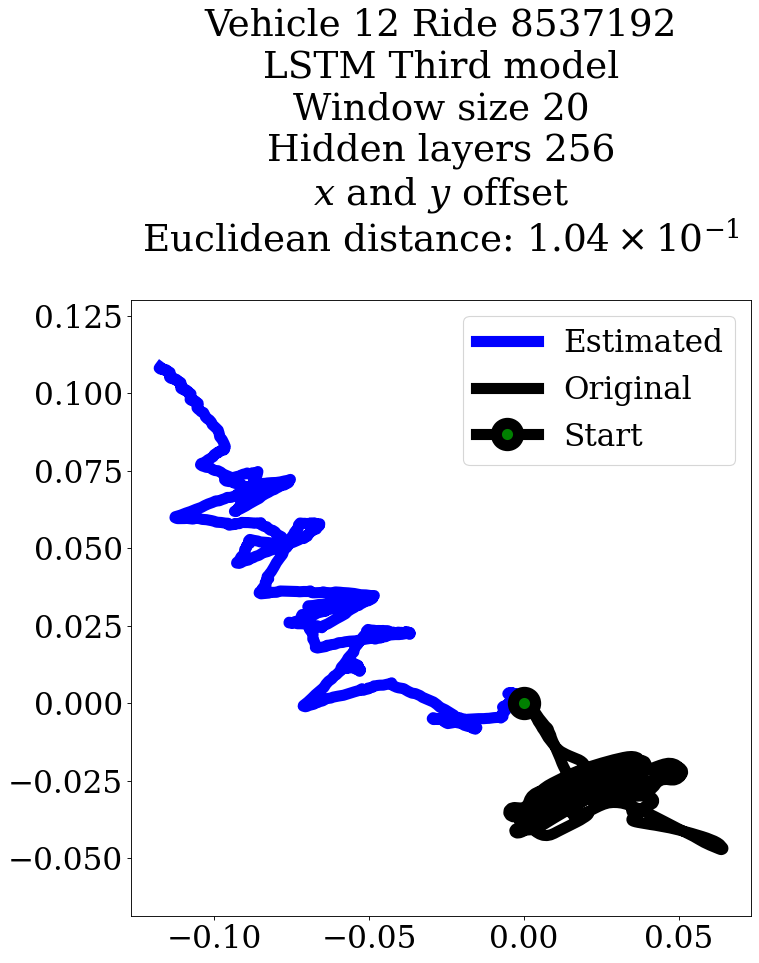 Vehicle 12 Ride 8537192
LSTM Third model
Window size 20
Hidden layers 256
x and y offset
Euclidean distance: 1.04 × 10⁻¹
Estimated
Original
Start
0.125
0.100
0.075
0.050
0.025
0.000
−0.025
−0.050
−0.10 −0.05 0.00 0.05